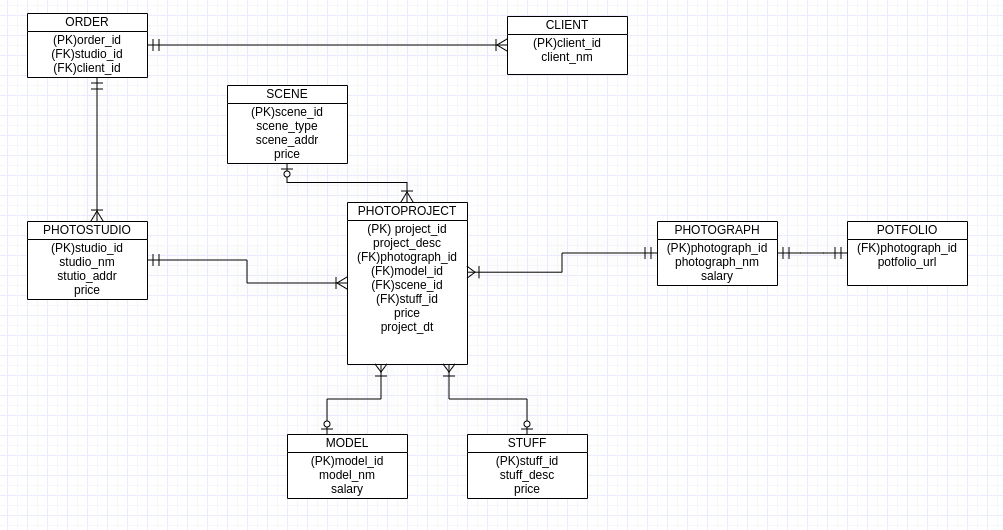 ORDER
(PK)order_id
(FK)studio_id
(FK)client_id
CLIENT
(PK)client_id
client_nm
SCENE
(PK)scene_id
scene_type
scene_addr
price
PHOTOSTUDIO
(PK)studio_id
studio_nm
stutio_addr
price
PHOTOPROJECT
(PK) project_id
project_desc
(FK)photograph_id
(FK)model_id
(FK)scene_id
(FK)stuff_id
price
project_dt
PHOTOGRAPH
(PK)photograph_id
photograph_nm
salary
POTFOLIO
(FK)photograph_id
potfolio_url
MODEL
(PK)model_id
model_nm
salary
STUFF
(PK)stuff_id
stuff_desc
price